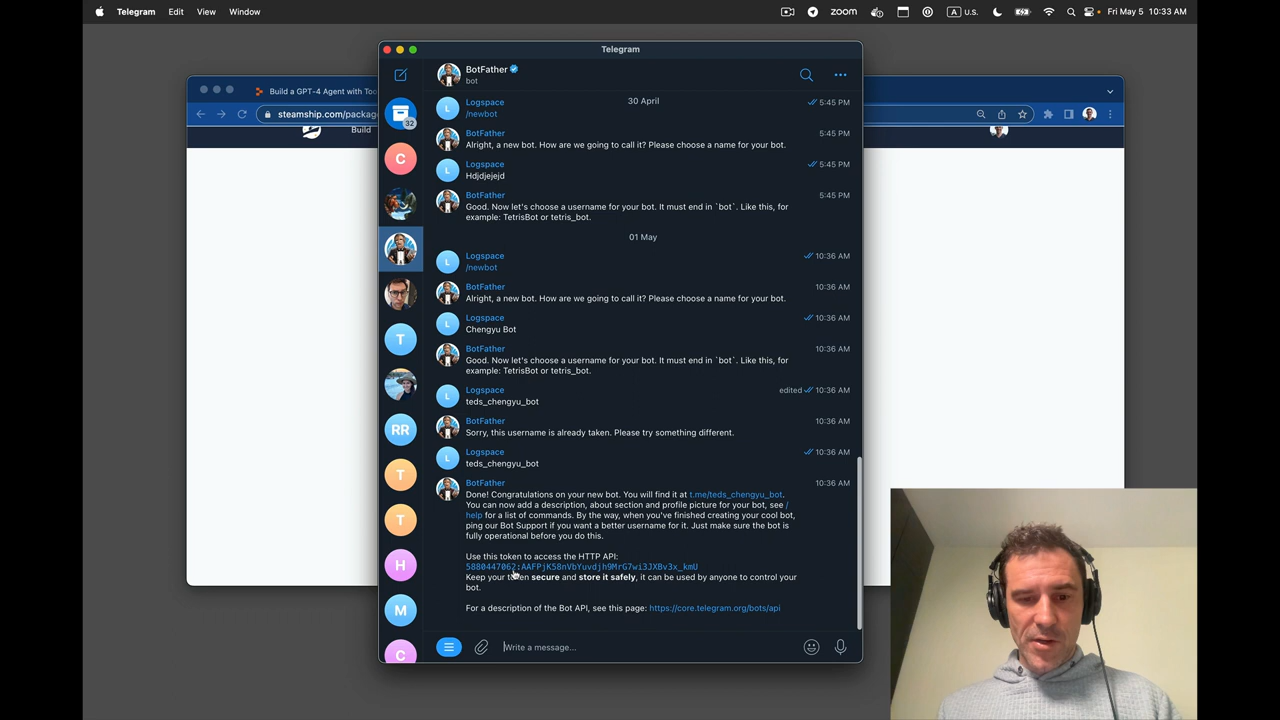 Telegram
Edit
View
Window
zoom
A
U.S.
Fri May 5 10:33 AM
Telegram
Build a GPT-4 Agent with Too
steamship.com/package
Build
BotFather
bot
32
C
T
RR
T
T
H
M
C
30 April
L
Logspace
5:45 PM
/newbot
BotFather
5:45 PM
Alright, a new bot. How are we going to call it? Please choose a name for your bot.
L
Logspace
5:45 PM
Hdjdjejejd
BotFather
5:45 PM
Good. Now let's choose a username for your bot. It must end in `bot`. Like this, for
example: TetrisBot or tetris_bot.
01 May
L
Logspace
10:36 AM
/newbot
BotFather
10:36 AM
Alright, a new bot. How are we going to call it? Please choose a name for your bot.
L
Logspace
10:36 AM
Chengyu Bot
BotFather
10:36 AM
Good. Now let's choose a username for your bot. It must end in `bot`. Like this, for
example: TetrisBot or tetris_bot.
L
Logspace
edited 10:36 AM
teds_chengyu_bot
BotFather
10:36 AM
Sorry, this username is already taken. Please try something different.
L
Logspace
10:36 AM
teds_chengyu_bot
BotFather
10:36 AM
Done! Congratulations on your new bot. You will find it at t.me/teds_chengyu_bot.
You can now add a description, about section and profile picture for your bot, see /
help for a list of commands. By the way, when you've finished creating your cool bot,
ping our Bot Support if you want a better username for it. Just make sure the bot is
fully operational before you do this.
Use this token to access the HTTP API:
5880447062:AAFPjK58nVbYuvdjh9MrG7wi3JXBv3x_kmU
Keep your token secure and store it safely, it can be used by anyone to control your
bot.
For a description of the Bot API, see this page: https://core.telegram.org/bots/api
Write a message...